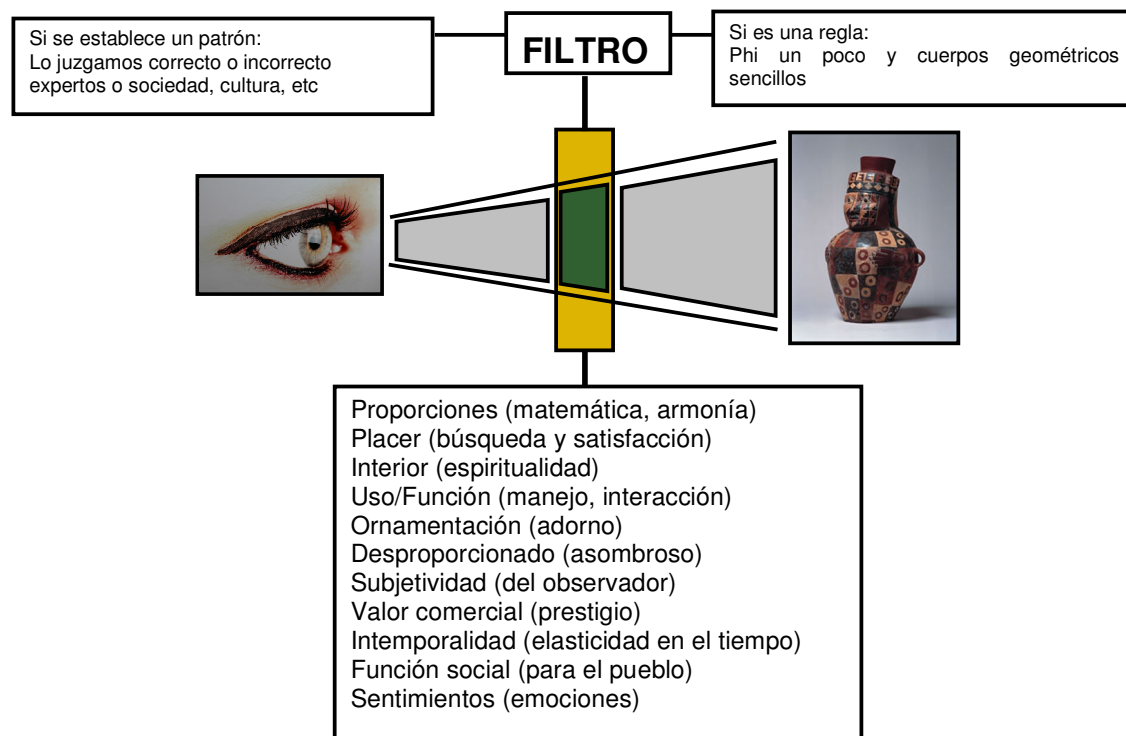 Si se establece un patrón:
Lo juzgamos correcto o incorrecto
expertos o sociedad, cultura, etc
FILTRO
Si es una regla:
Phi un poco y cuerpos geométricos
sencillos
Proporciones (matemática, armonía)
Placer (búsqueda y satisfacción)
Interior (espiritualidad)
Uso/Función (manejo, interacción)
Ornamentación (adorno)
Desproporcionado (asombroso)
Subjetividad (del observador)
Valor comercial (prestigio)
Intemporalidad (elasticidad en el tiempo)
Función social (para el pueblo)
Sentimientos (emociones)